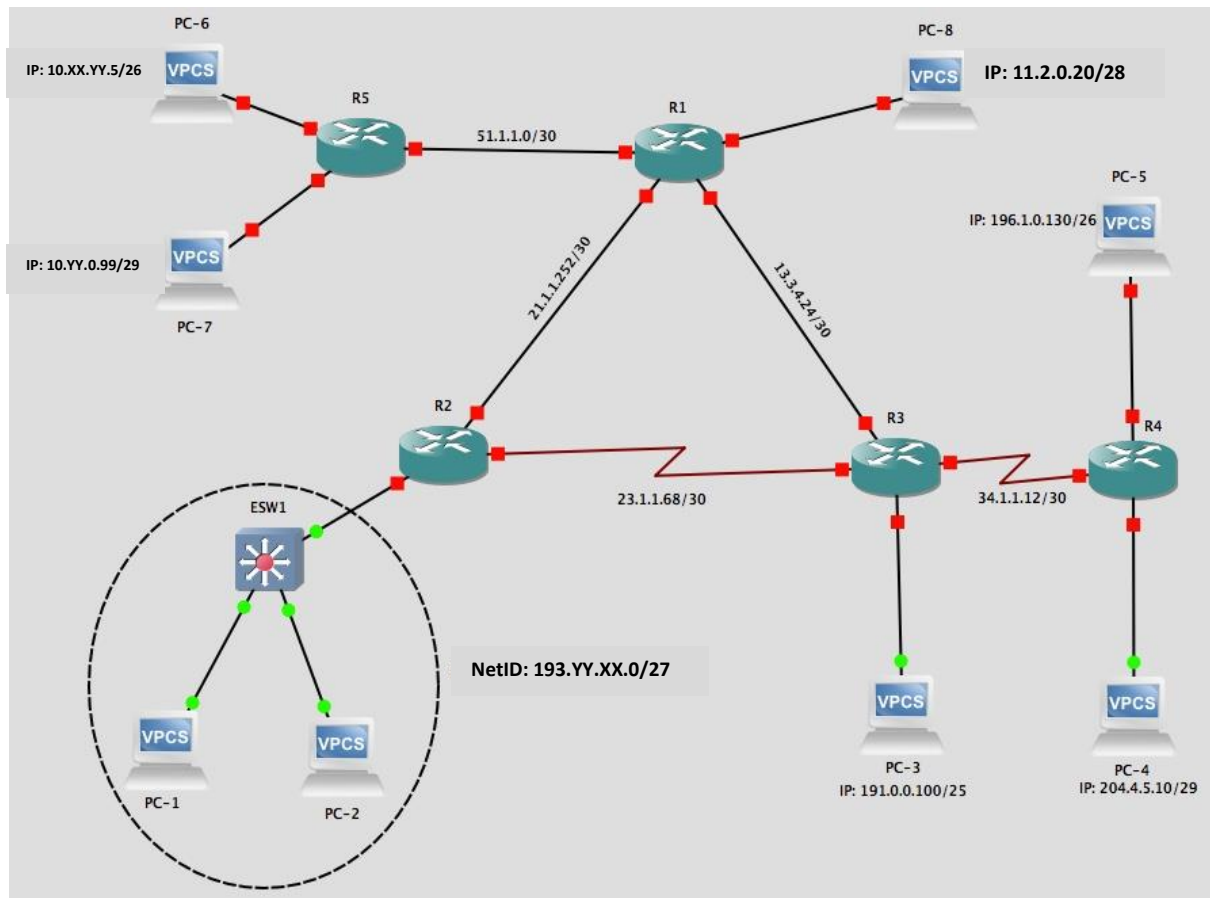 PC-6
PC-8
IP: 10.XX.YY.5/26
VPCS
VPCS
IP: 11.2.0.20/28
R5
R1
51.1.1.0/30
PC-5
IP: 196.1.0.130/26
VPCS
IP: 10.YY.0.99/29
VPCS
PC-7
21.1.1.252/30
13.3.4.24/30
R2
R3
R4
23.1.1.68/30
34.1.1.12/30
ESW1
NetID: 193.YY.XX.0/27
VPCS
VPCS
VPCS
VPCS
PC-1
PC-2
PC-3
IP: 191.0.0.100/25
PC-4
IP: 204.4.5.10/29